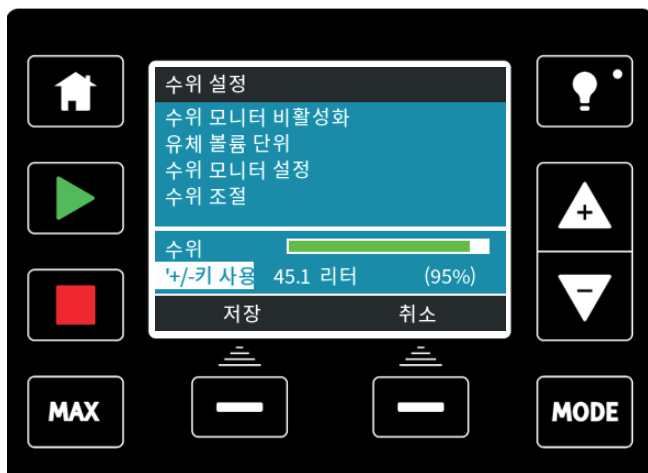 수위 설정
수위 모니터 비활성화
유체 볼륨 단위
수위 모니터 설정
수위 조절
수위
'+/-키 사용 45.1 리터 (95%)
저장 취소
+
−
MAX
MODE